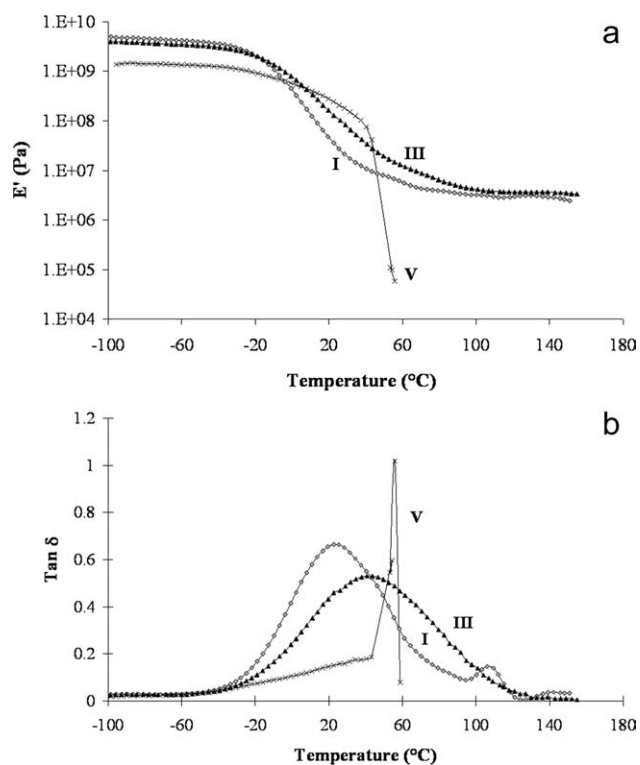 a
1.E+10
1.E+09
1.E+08
1.E+07
1.E+06
1.E+05
1.E+04
E' (Pa)
III
I
V
-100 -60 -20 20 60 100 140 180
Temperature (°C)
b
1.2
1
0.8
0.6
0.4
0.2
0
Tan δ
V
I III
-100 -60 -20 20 60 100 140 180
Temperature (°C)